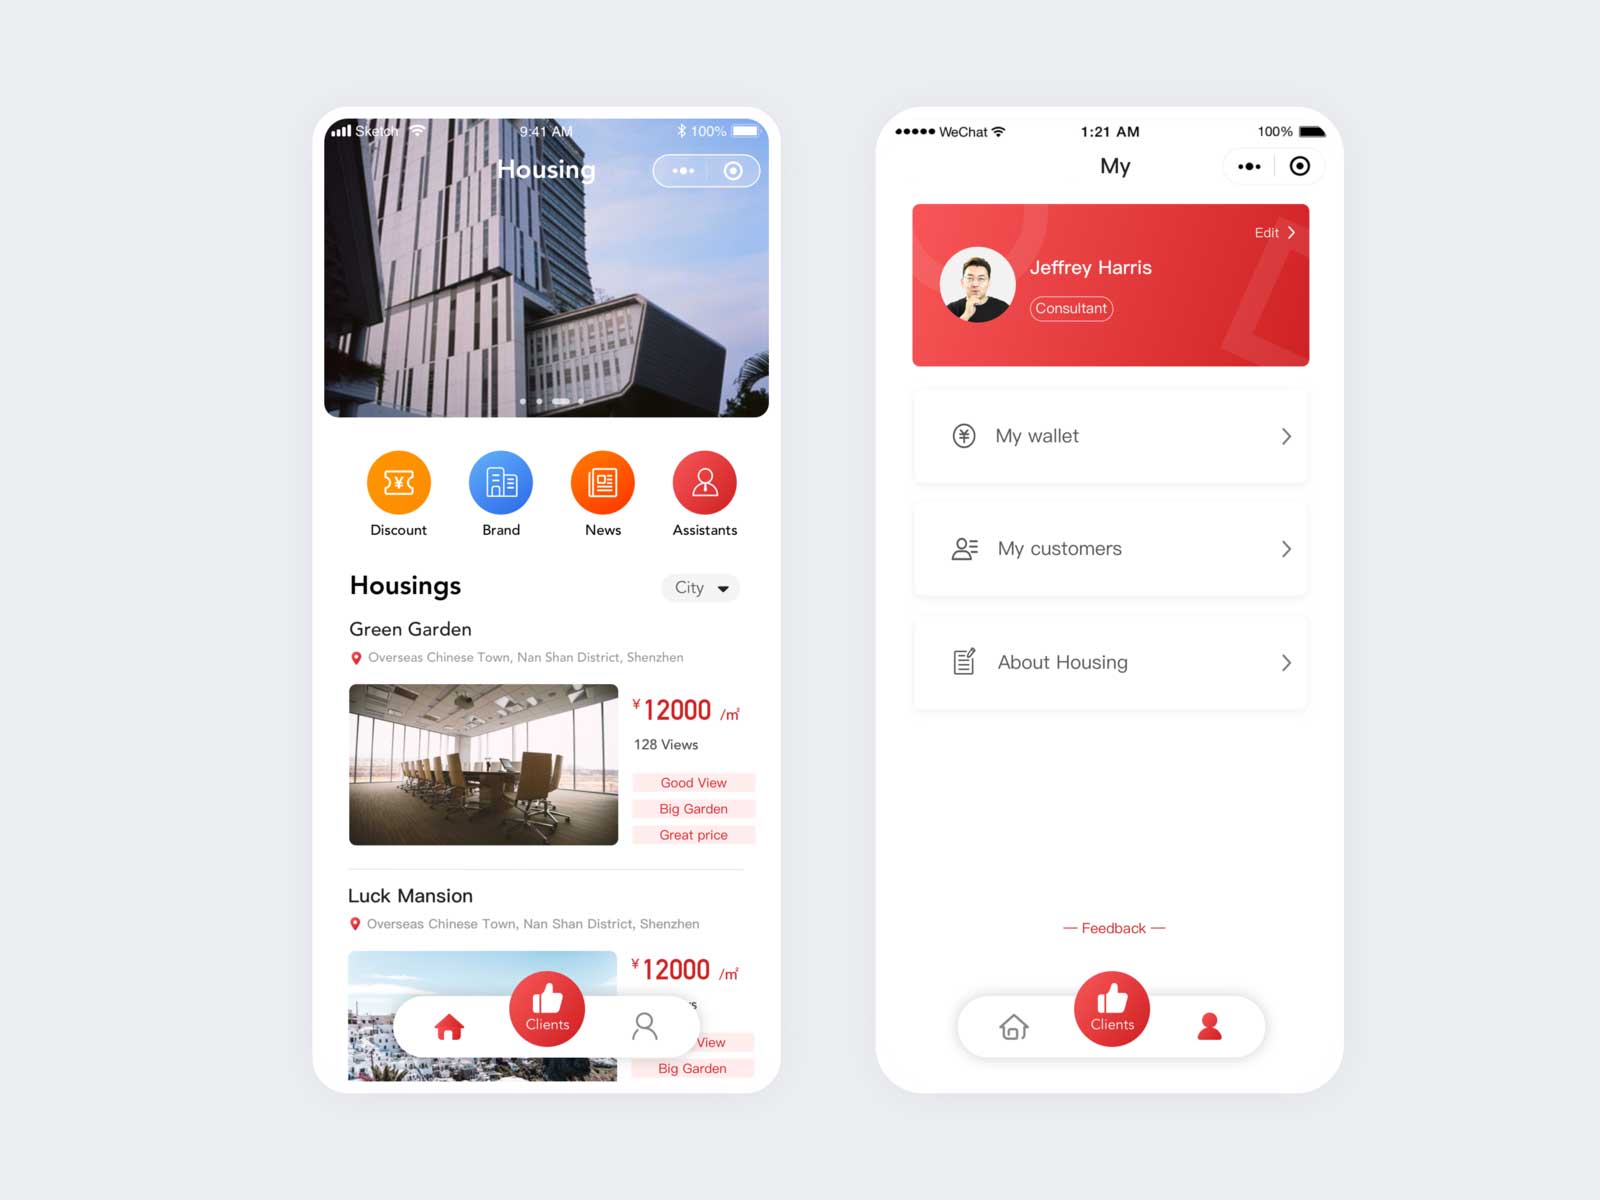 Sketch 9:41 AM 100%
Housing
Discount Brand News Assistants
Housings City
Green Garden
Overseas Chinese Town, Nan Shan District, Shenzhen
¥12000 /㎡
128 Views
Good View
Big Garden
Great price
Luck Mansion
Overseas Chinese Town, Nan Shan District, Shenzhen
¥12000 /㎡
View
Big Garden
Clients
WeChat 1:21 AM 100%
My
Edit
Jeffrey Harris
Consultant
My wallet
My customers
About Housing
— Feedback —
Clients